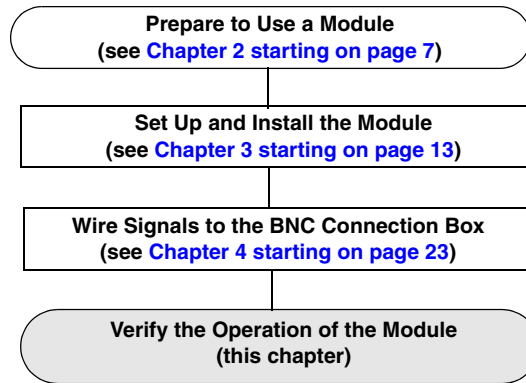 Prepare to Use a Module
(see Chapter 2 starting on page 7)
Set Up and Install the Module
(see Chapter 3 starting on page 13)
Wire Signals to the BNC Connection Box
(see Chapter 4 starting on page 23)
Verify the Operation of the Module
(this chapter)